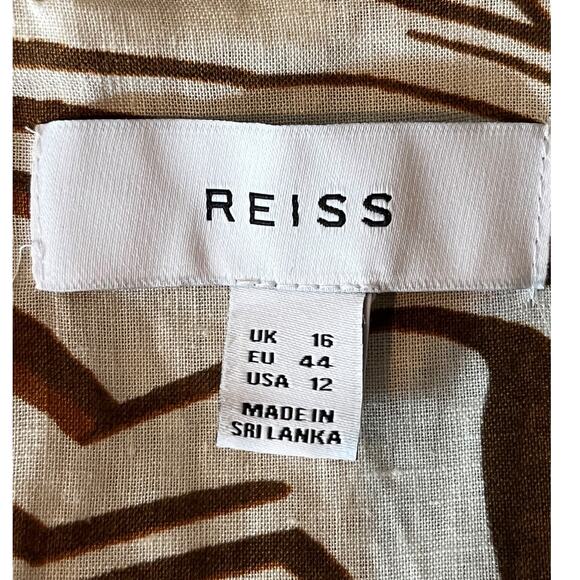 REISS
UK 16
EU 44
USA 12
MADE IN
SRI LANKA